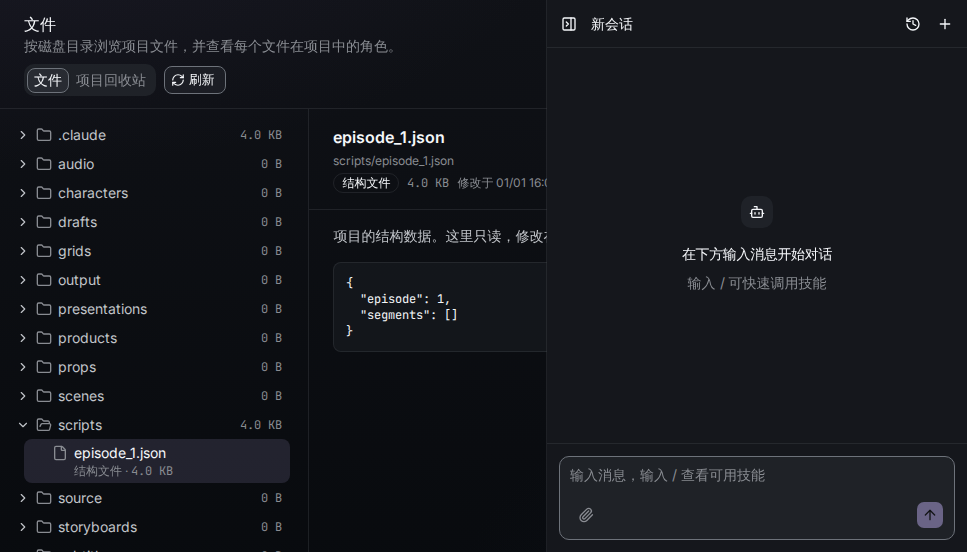 文件
按磁盘目录浏览项目文件，并查看每个文件在项目中的角色。
文件 项目回收站 刷新
.claude 4.0 KB
audio 0 B
characters 0 B
drafts 0 B
grids 0 B
output 0 B
presentations 0 B
products 0 B
props 0 B
scenes 0 B
scripts 4.0 KB
episode_1.json
结构文件 · 4.0 KB
source 0 B
storyboards 0 B
episode_1.json
scripts/episode_1.json
结构文件 4.0 KB 修改于 01/01 16:0
项目的结构数据。这里只读，修改
{
"episode": 1,
"segments": []
}
新会话
在下方输入消息开始对话
输入 / 可快速调用技能
输入消息，输入 / 查看可用技能